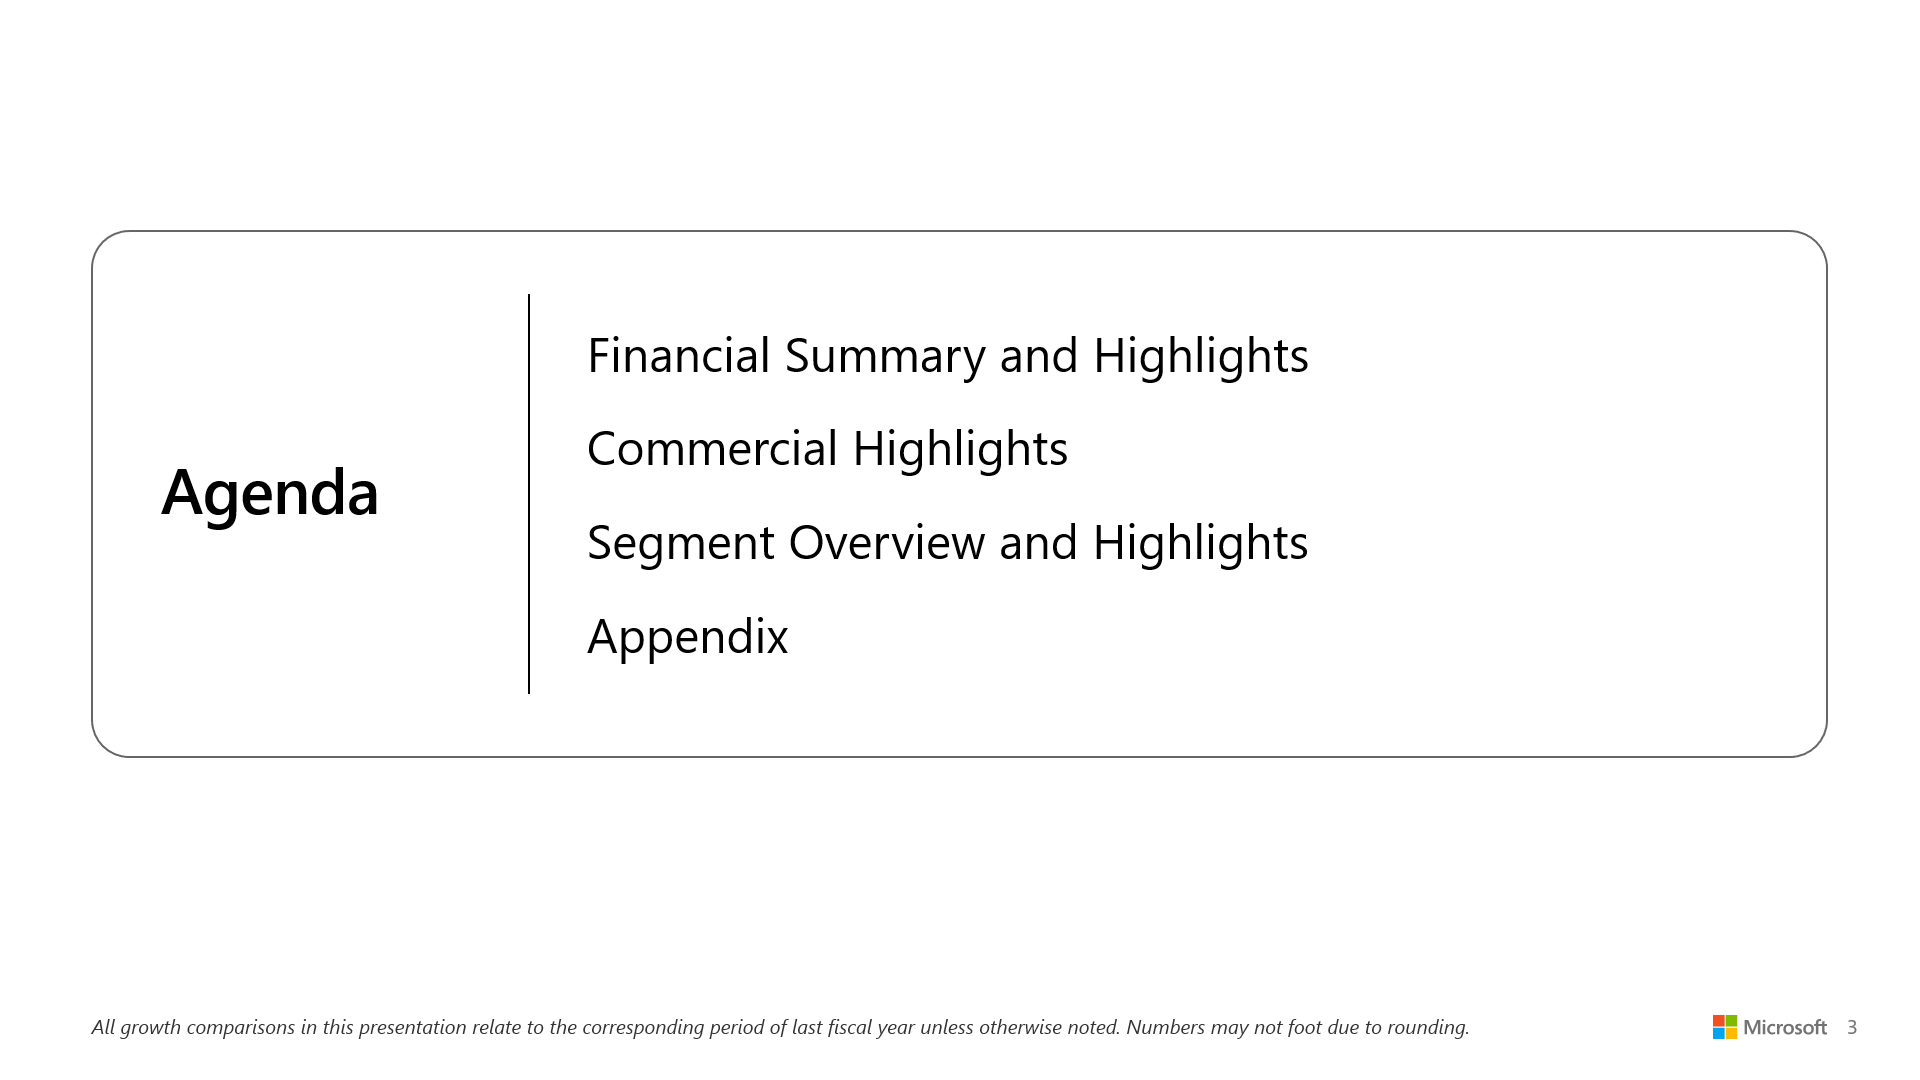 Agenda
Financial Summary and Highlights
Commercial Highlights
Segment Overview and Highlights
Appendix
All growth comparisons in this presentation relate to the corresponding period of last fiscal year unless otherwise noted. Numbers may not foot due to rounding.
Microsoft 3